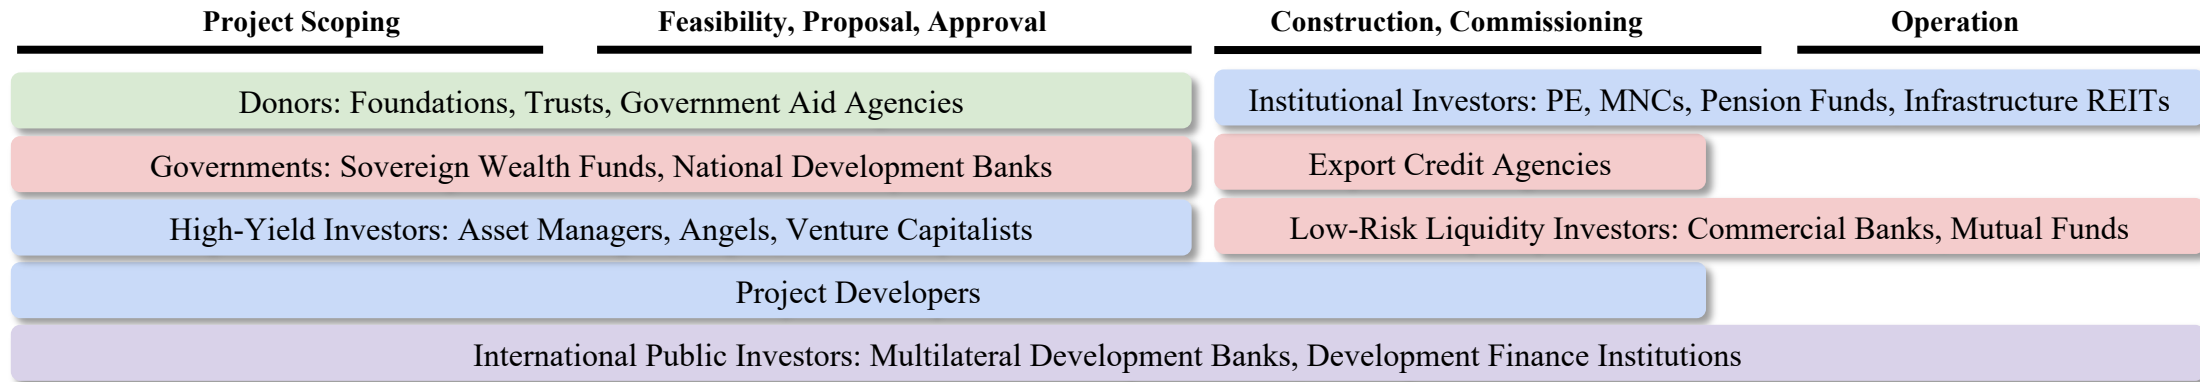 Project Scoping
Feasibility, Proposal, Approval
Construction, Commissioning
Operation
Donors: Foundations, Trusts, Government Aid Agencies
Institutional Investors: PE, MNCs, Pension Funds, Infrastructure REITs
Governments: Sovereign Wealth Funds, National Development Banks
Export Credit Agencies
High-Yield Investors: Asset Managers, Angels, Venture Capitalists
Low-Risk Liquidity Investors: Commercial Banks, Mutual Funds
Project Developers
International Public Investors: Multilateral Development Banks, Development Finance Institutions